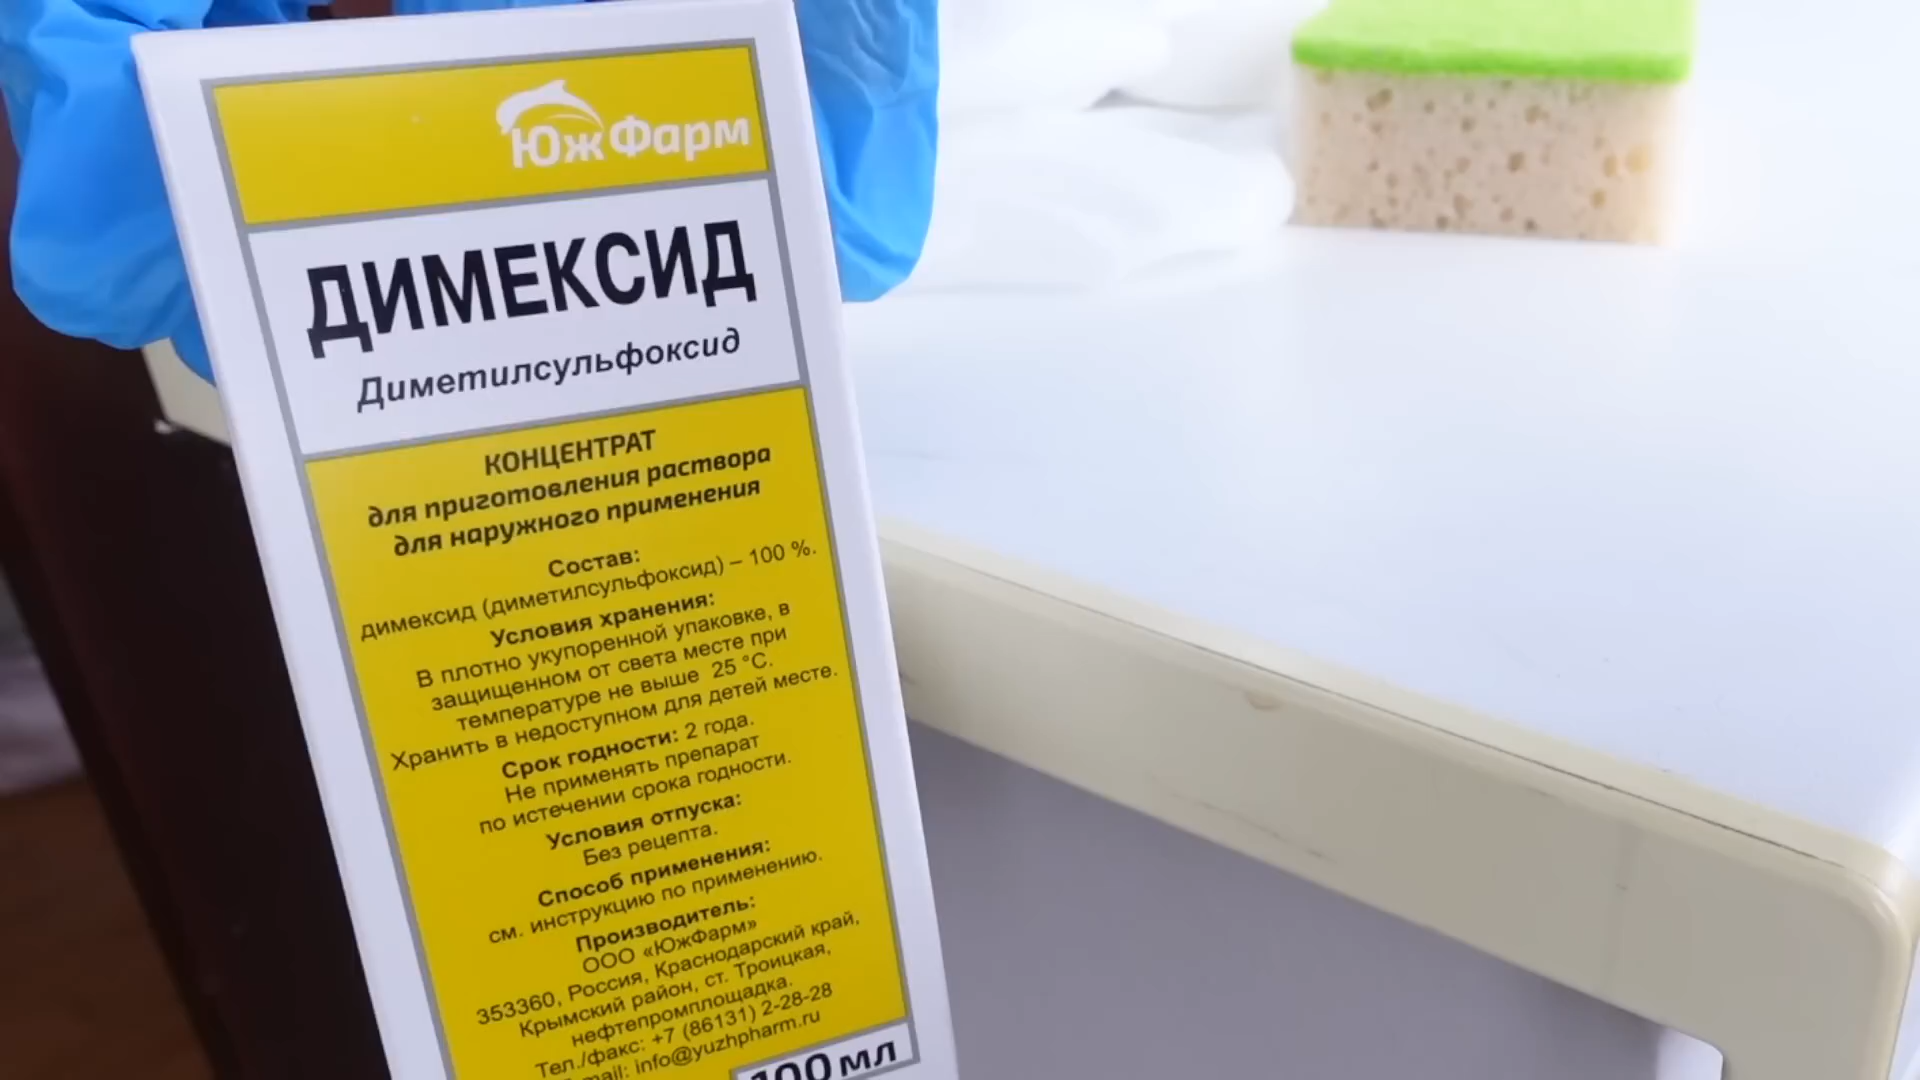 ЮжФарм
ДИМЕКСИД
Диметилсульфоксид
КОНЦЕНТРАТ
для приготовления раствора
для наружного применения
Состав:
димексид (диметилсульфоксид) – 100 %.
Условия хранения:
В плотно укупоренной упаковке, в
защищенном от света месте при
температуре не выше 25 °С.
Хранить в недоступном для детей месте.
Срок годности: 2 года.
Не применять препарат
по истечении срока годности.
Условия отпуска:
Без рецепта.
Способ применения:
см. инструкцию по применению.
Производитель:
ООО «ЮжФарм»
353360, Россия, Краснодарский край,
Крымский район, ст. Троицкая,
нефтепромплощадка.
Тел./факс: +7 (86131) 2-28-28
info@yuzhpharm.ru
100 мл